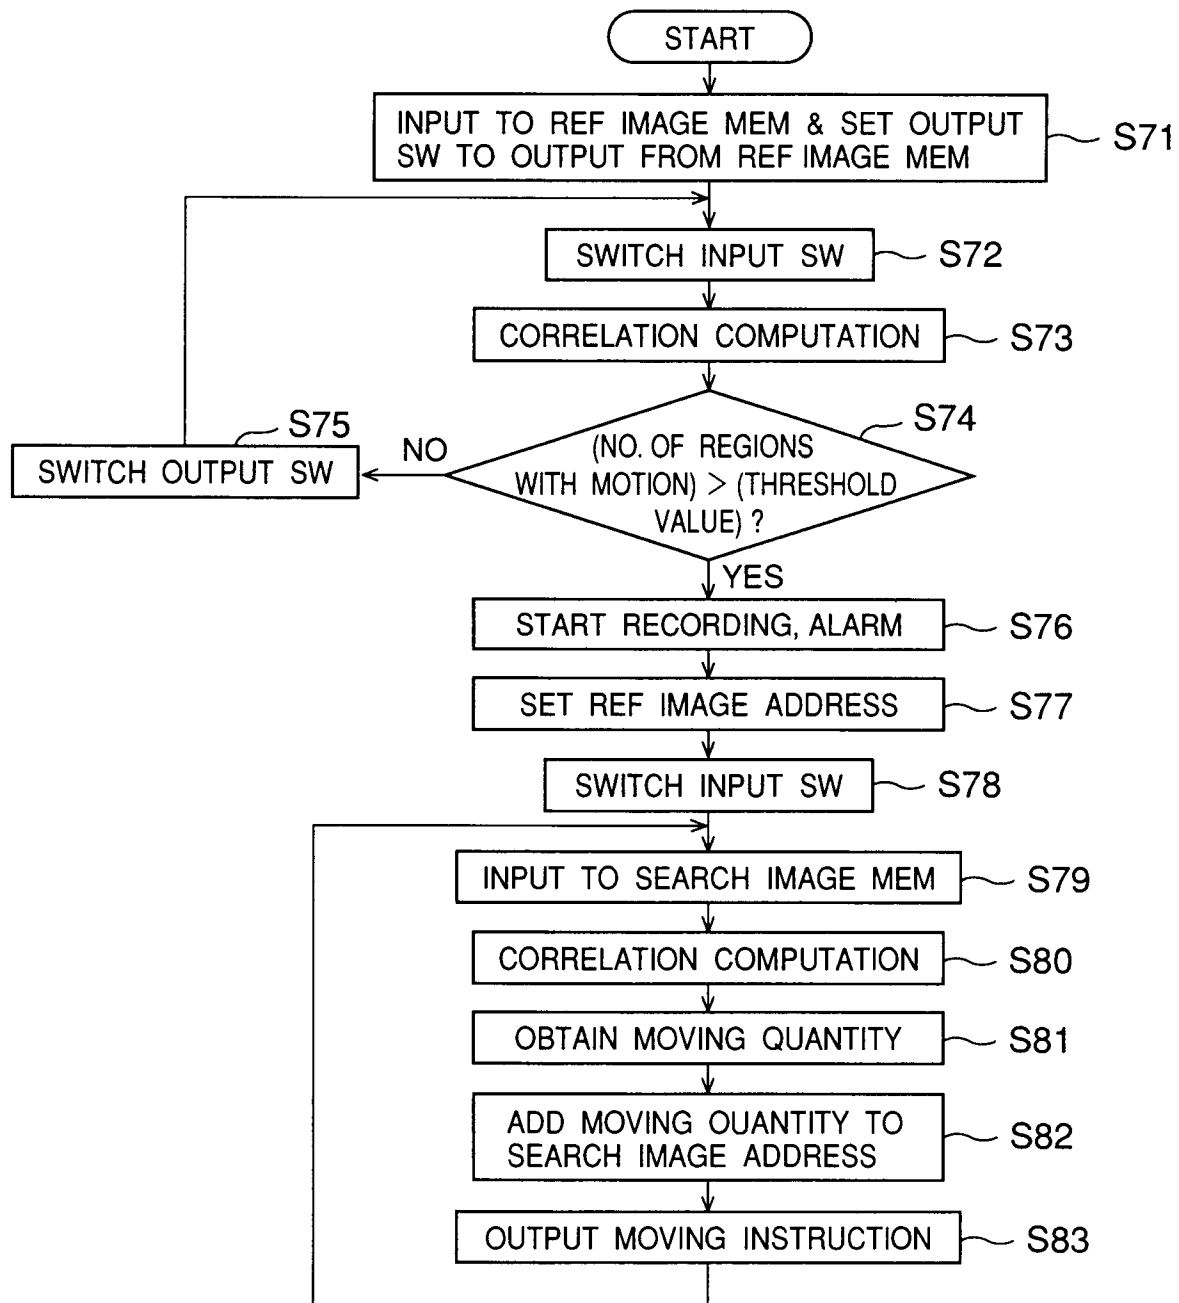 START
INPUT TO REF IMAGE MEM & SET OUTPUT
SW TO OUTPUT FROM REF IMAGE MEM
S71
SWITCH INPUT SW
S72
CORRELATION COMPUTATION
S73
S75
SWITCH OUTPUT SW
NO
S74
(NO. OF REGIONS
WITH MOTION) > (THRESHOLD
VALUE) ?
YES
START RECORDING, ALARM
S76
SET REF IMAGE ADDRESS
S77
SWITCH INPUT SW
S78
INPUT TO SEARCH IMAGE MEM
S79
CORRELATION COMPUTATION
S80
OBTAIN MOVING QUANTITY
S81
ADD MOVING OUANTITY TO
SEARCH IMAGE ADDRESS
S82
OUTPUT MOVING INSTRUCTION
S83